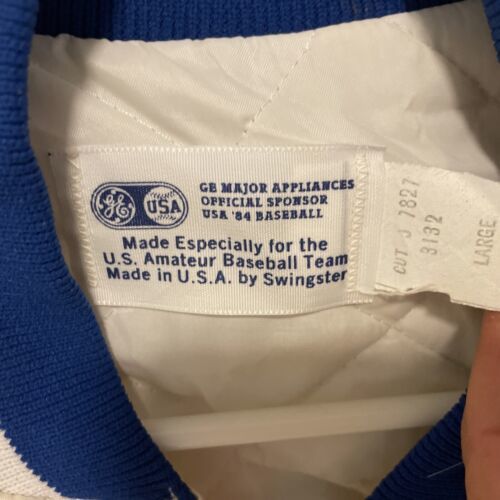 GE USA
GE MAJOR APPLIANCES
OFFICIAL SPONSOR
USA '84 BASEBALL
Made Especially for the
U.S. Amateur Baseball Team
Made in U.S.A. by Swingster
CUT J 7827
3132
LARGE